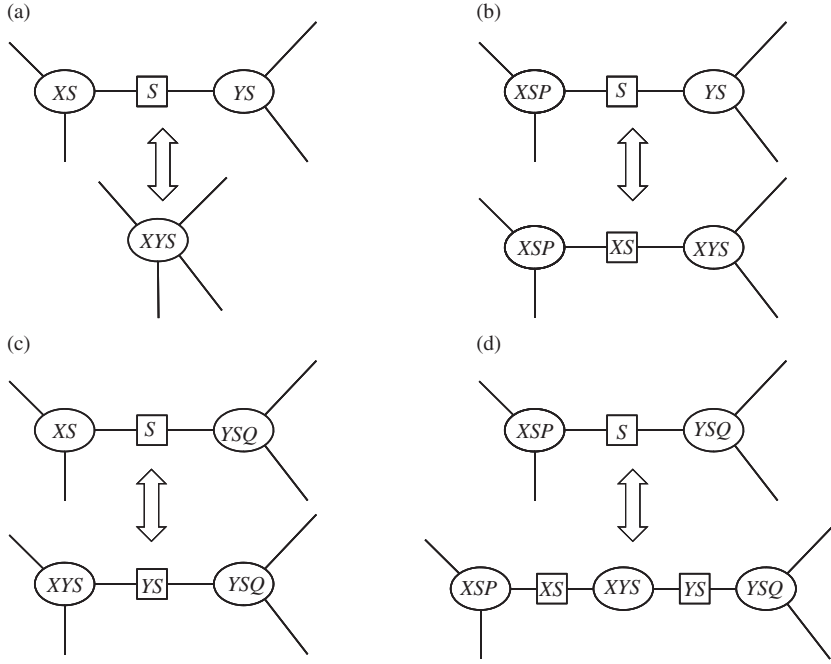 (a)
XS S YS
XYS
(b)
XSP S YS
XSP XS XYS
(c)
XS S YSQ
XYS YS YSQ
(d)
XSP S YSQ
XSP XS XYS YS YSQ